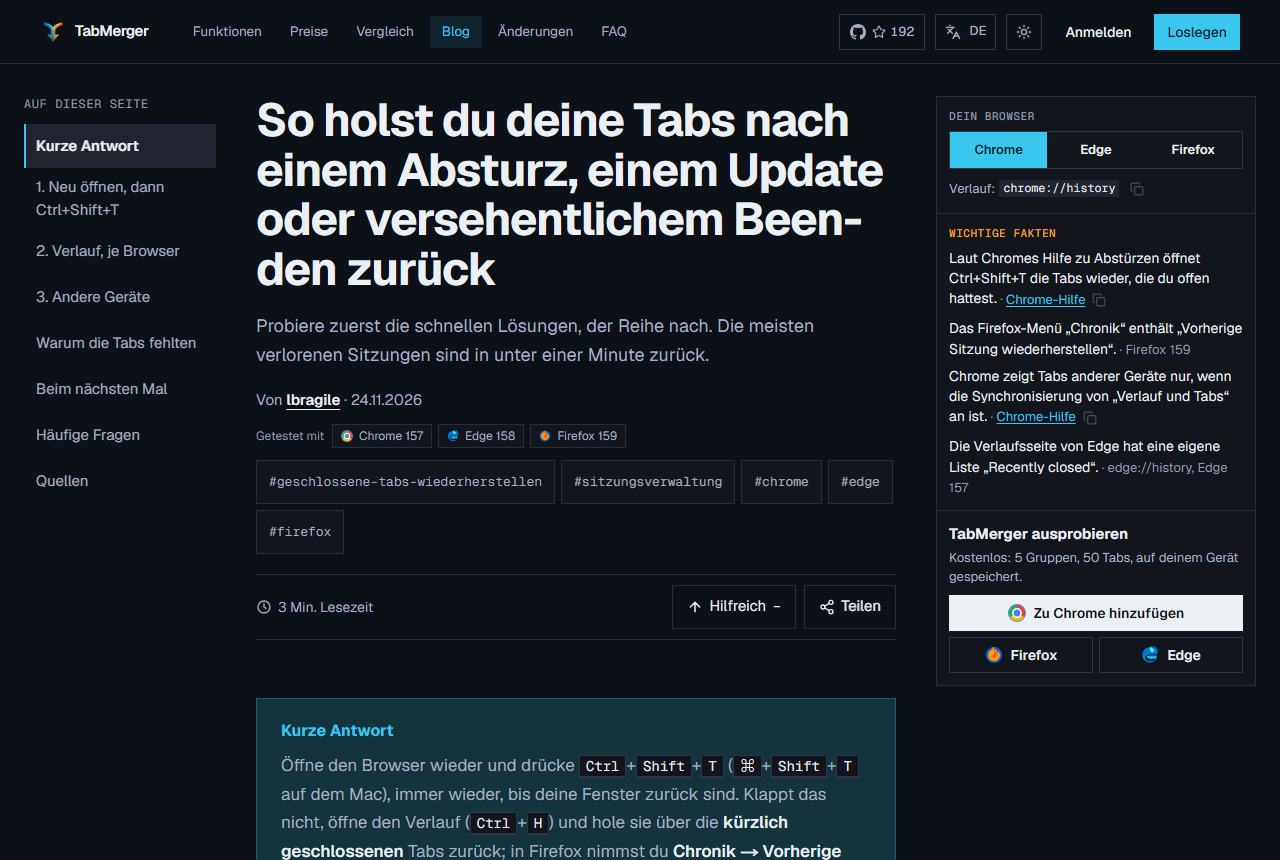 TabMerger
Funktionen
Preise
Vergleich
Blog
Änderungen
FAQ
192
DE
Anmelden
Loslegen
AUF DIESER SEITE
Kurze Antwort
1. Neu öffnen, dann
Ctrl+Shift+T
2. Verlauf, je Browser
3. Andere Geräte
Warum die Tabs fehlten
Beim nächsten Mal
Häufige Fragen
Quellen
So holst du deine Tabs nach
einem Absturz, einem Update
oder versehentlichem Been-
den zurück
Probiere zuerst die schnellen Lösungen, der Reihe nach. Die meisten
verlorenen Sitzungen sind in unter einer Minute zurück.
Von lbragile · 24.11.2026
Getestet mit Chrome 157 Edge 158 Firefox 159
#geschlossene-tabs-wiederherstellen #sitzungsverwaltung #chrome #edge
#firefox
3 Min. Lesezeit
↑ Hilfreich –
Teilen
Kurze Antwort
Öffne den Browser wieder und drücke Ctrl+Shift+T (⌘+Shift+T
auf dem Mac), immer wieder, bis deine Fenster zurück sind. Klappt das
nicht, öffne den Verlauf (Ctrl+H) und hole sie über die kürzlich
geschlossenen Tabs zurück; in Firefox nimmst du Chronik → Vorherige
DEIN BROWSER
Chrome
Edge
Firefox
Verlauf: chrome://history
WICHTIGE FAKTEN
Laut Chromes Hilfe zu Abstürzen öffnet
Ctrl+Shift+T die Tabs wieder, die du offen
hattest. · Chrome-Hilfe
Das Firefox-Menü „Chronik“ enthält „Vorherige
Sitzung wiederherstellen“. · Firefox 159
Chrome zeigt Tabs anderer Geräte nur, wenn
die Synchronisierung von „Verlauf und Tabs“
an ist. · Chrome-Hilfe
Die Verlaufsseite von Edge hat eine eigene
Liste „Recently closed“. · edge://history, Edge
157
TabMerger ausprobieren
Kostenlos: 5 Gruppen, 50 Tabs, auf deinem Gerät
gespeichert.
Zu Chrome hinzufügen
Firefox
Edge